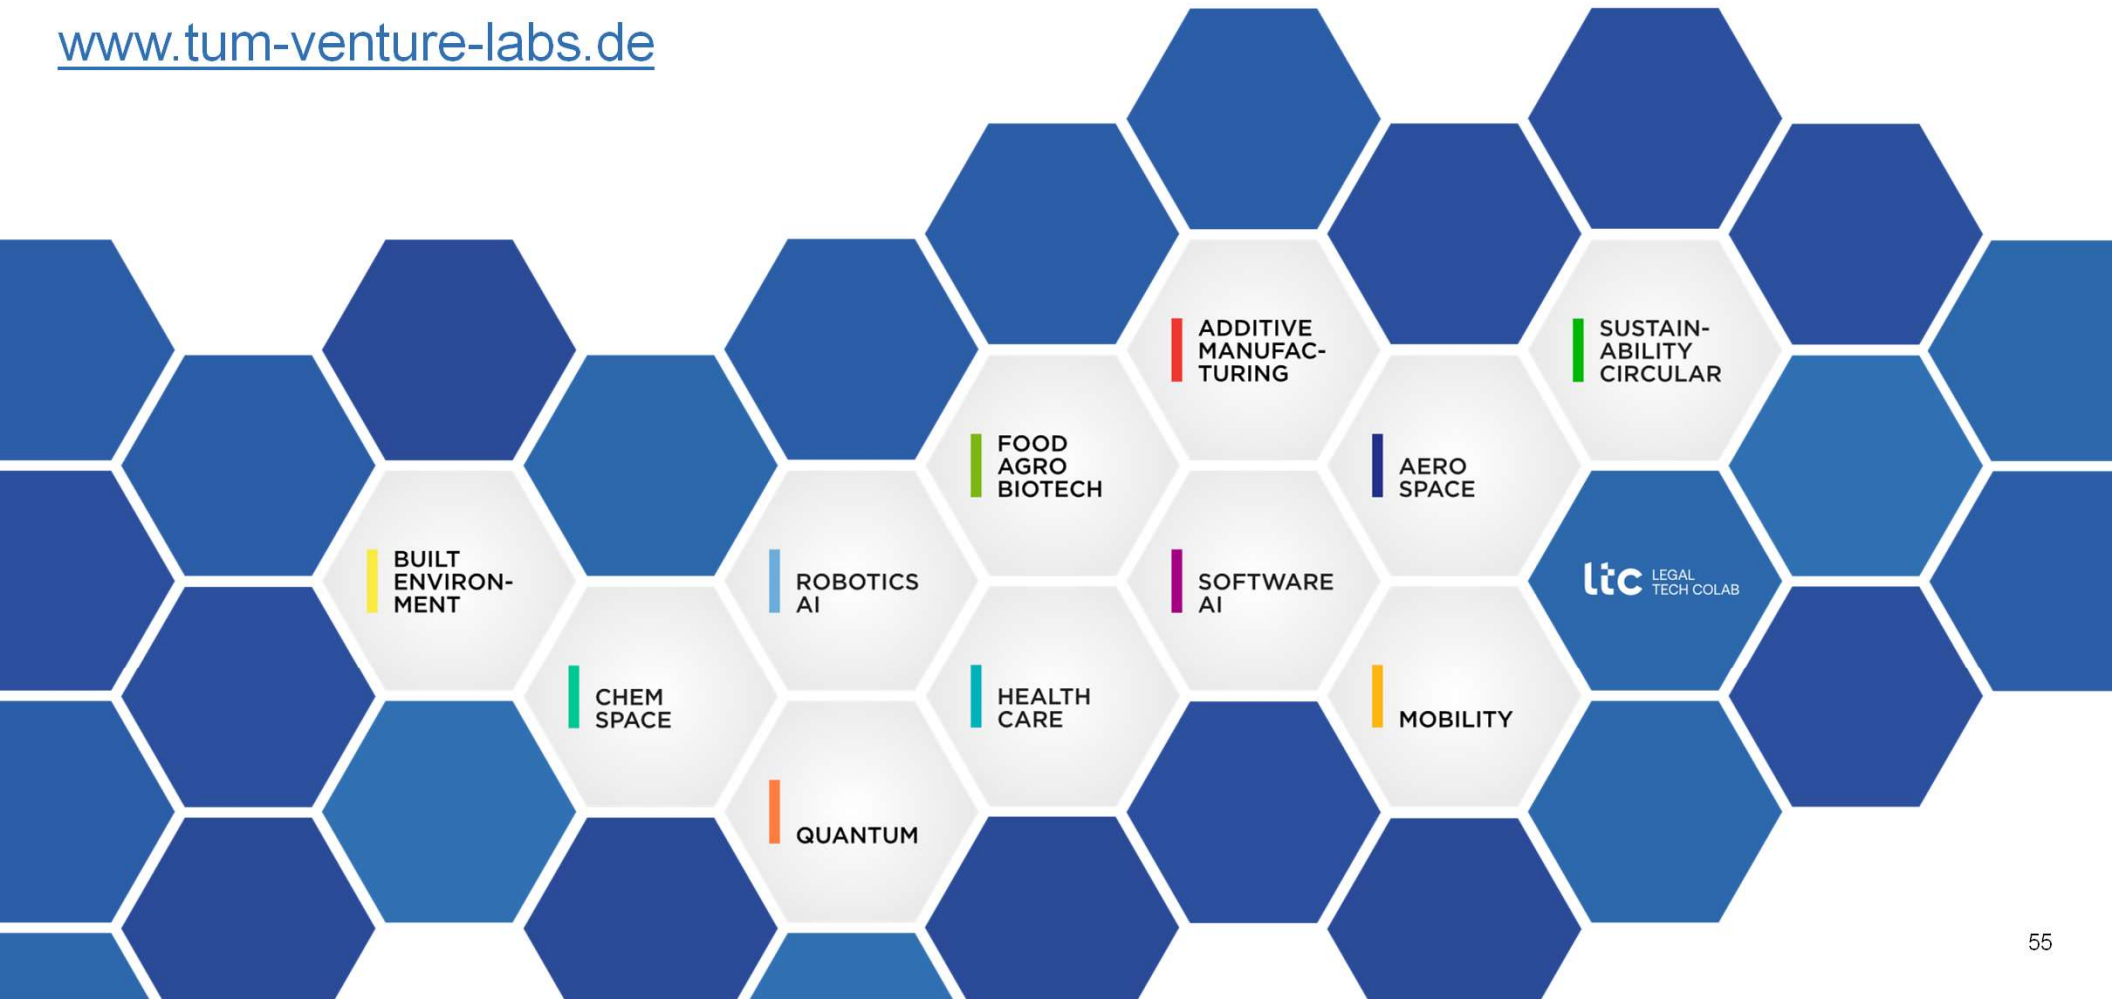 www.tum-venture-labs.de
ADDITIVE
MANUFAC-
TURING
SUSTAIN-
ABILITY
CIRCULAR
FOOD
AGRO
BIOTECH
AERO
SPACE
BUILT
ENVIRON-
MENT
ROBOTICS
AI
SOFTWARE
AI
ltc LEGAL
TECH COLAB
CHEM
SPACE
HEALTH
CARE
MOBILITY
QUANTUM
55